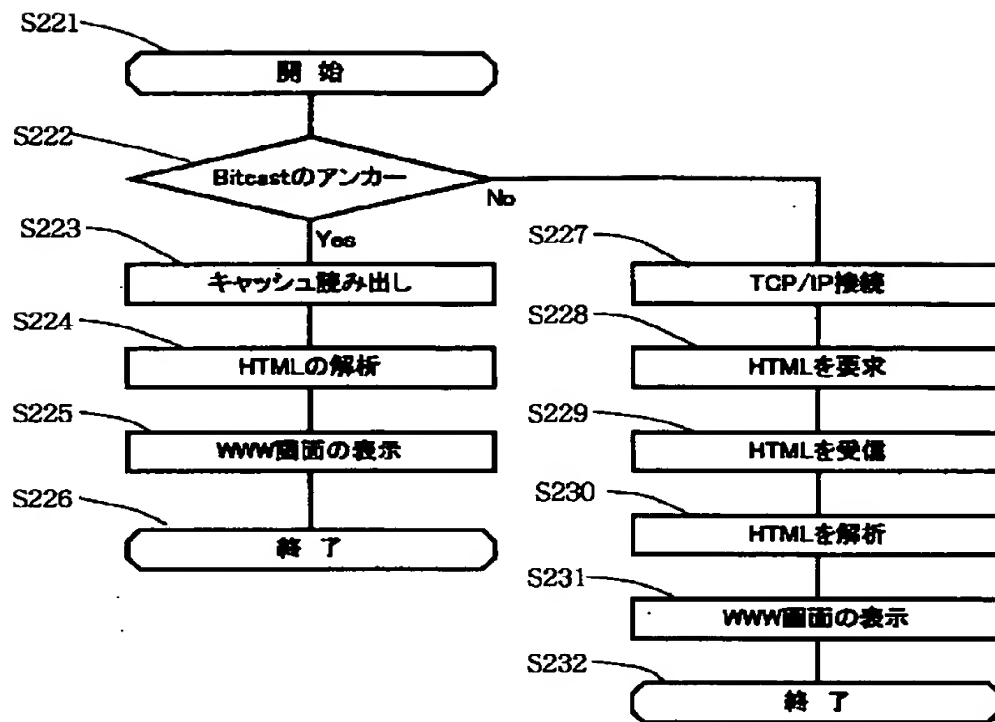 S221
開始
S222
Bitcastのアンカー
No
Yes
S223
キャッシュ読み出し
S224
HTMLの解析
S225
WWW画面の表示
S226
終了
S227
TCP/IP接続
S228
HTMLを要求
S229
HTMLを受信
S230
HTMLを解析
S231
WWW画面の表示
S232
終了